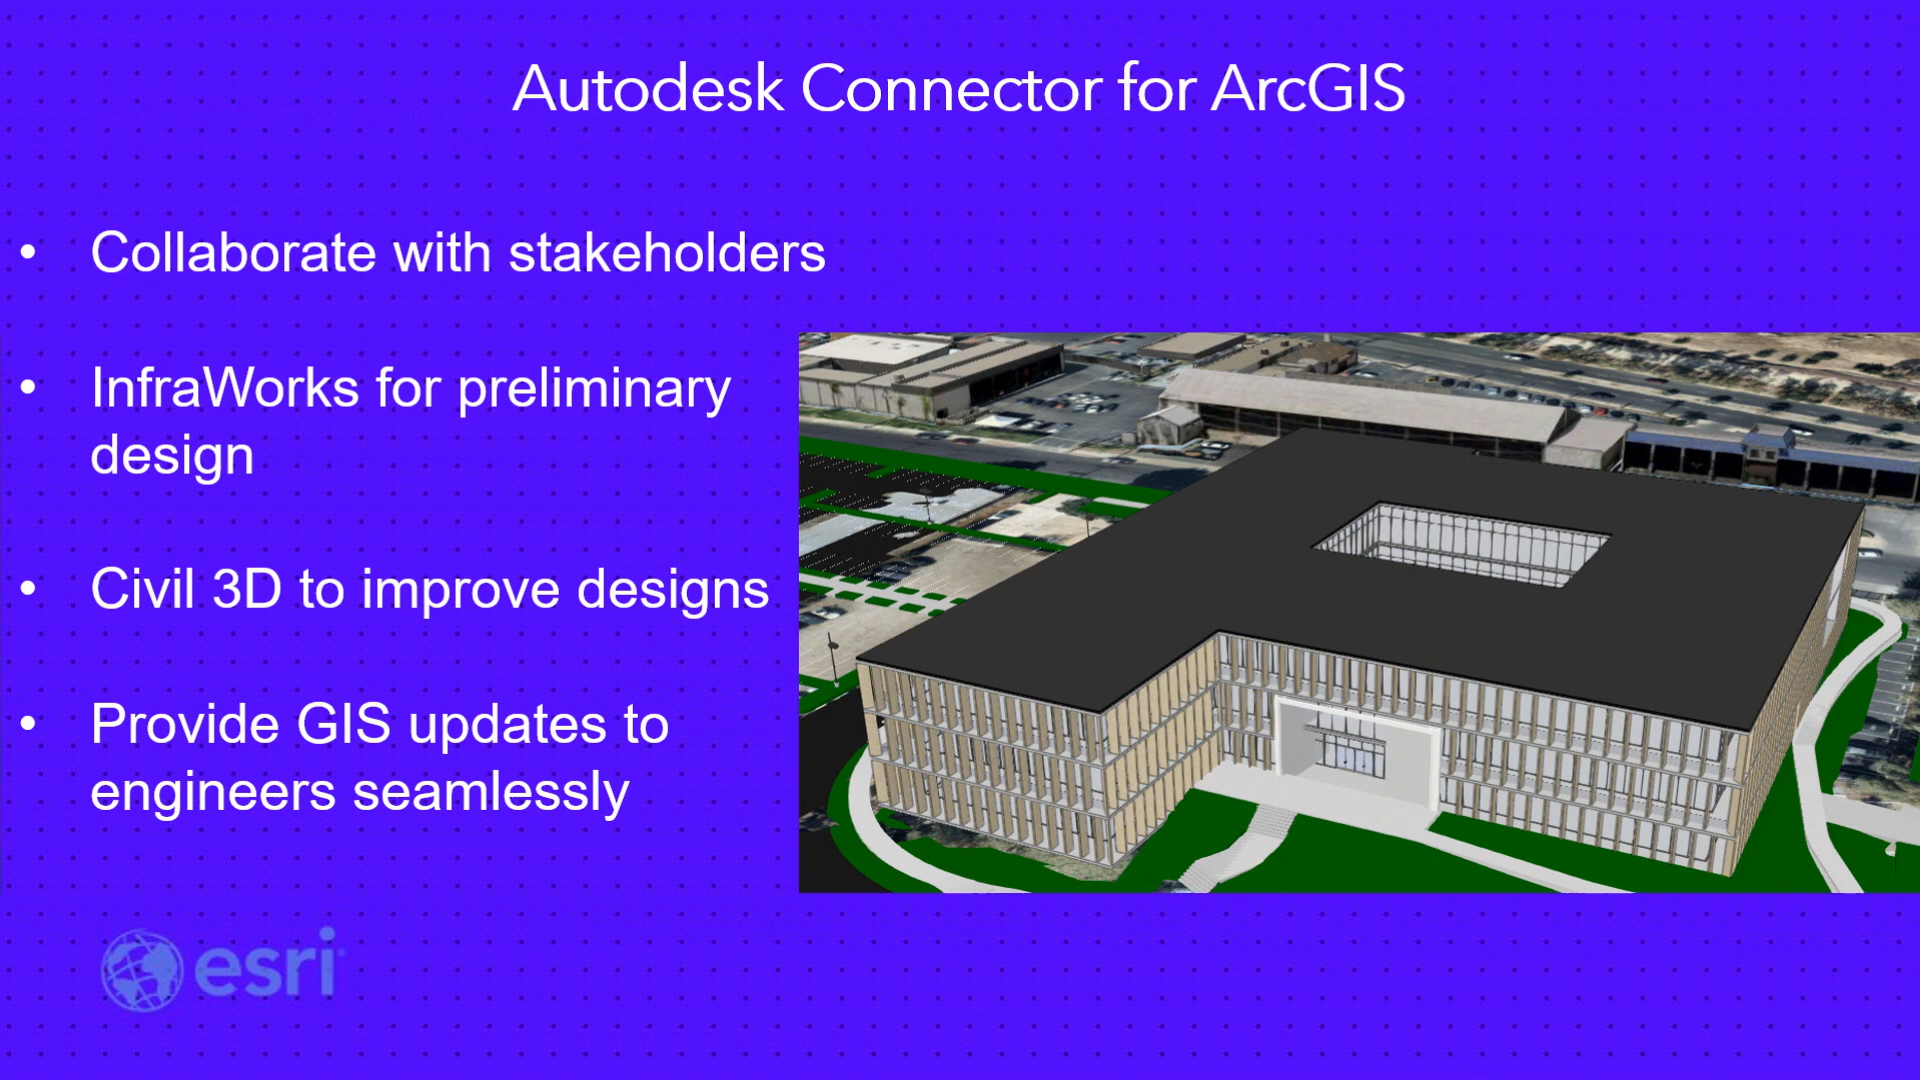 Autodesk Connector for ArcGIS
• Collaborate with stakeholders
• InfraWorks for preliminary
design
• Civil 3D to improve designs
• Provide GIS updates to
engineers seamlessly
esri